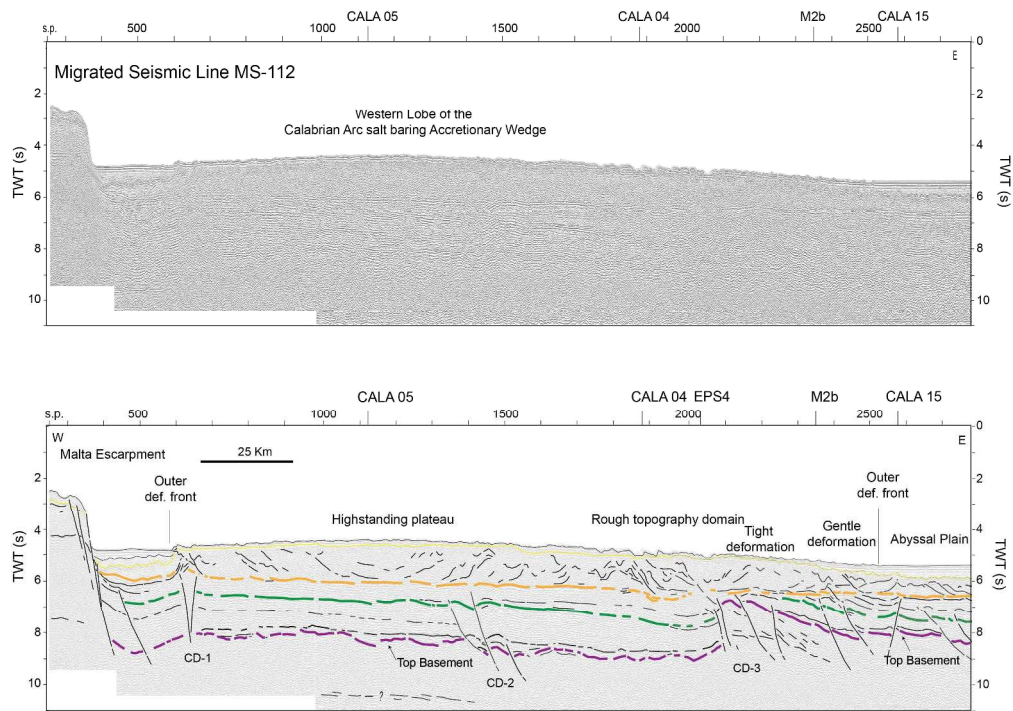 CALA 05 CALA 04 M2b CALA 15
s.p. 500 1000 1500 2000 2500
0 0
E
Migrated Seismic Line MS-112
2 2
Western Lobe of the
Calabrian Arc salt baring Accretionary Wedge
4 4
TWT (s) TWT (s)
6 6
8 8
10 10
CALA 05 CALA 04 EPS4 M2b CALA 15
s.p. 500 1000 1500 2000 2500
0
W E
Malta Escarpment 25 Km
2 2
Outer
def. front
Highstanding plateau
Rough topography domain
Tight
deformation
Gentle
deformation
Outer
def. front
Abyssal Plain
4 4
TWT (s) TWT (s)
6 6
8 8
CD-1
Top Basement
CD-2
CD-3
Top Basement
10 10